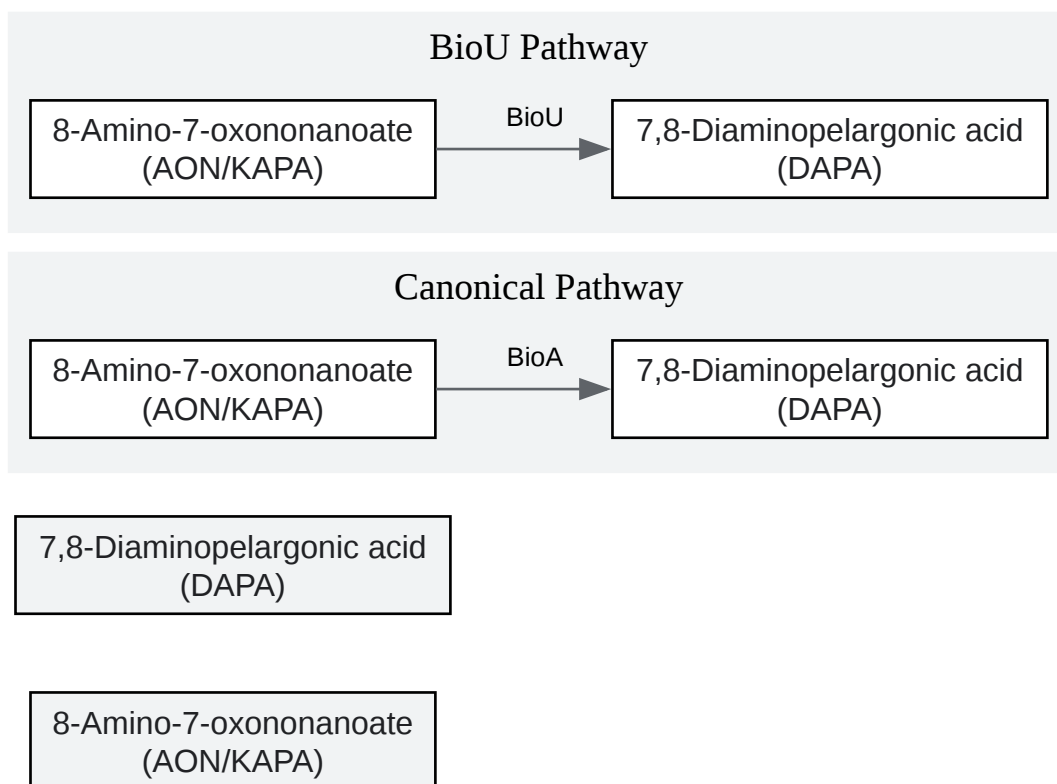 BioU Pathway
8-Amino-7-oxononanoate
(AON/KAPA)
BioU
7,8-Diaminopelargonic acid
(DAPA)
Canonical Pathway
8-Amino-7-oxononanoate
(AON/KAPA)
BioA
7,8-Diaminopelargonic acid
(DAPA)
7,8-Diaminopelargonic acid
(DAPA)
8-Amino-7-oxononanoate
(AON/KAPA)